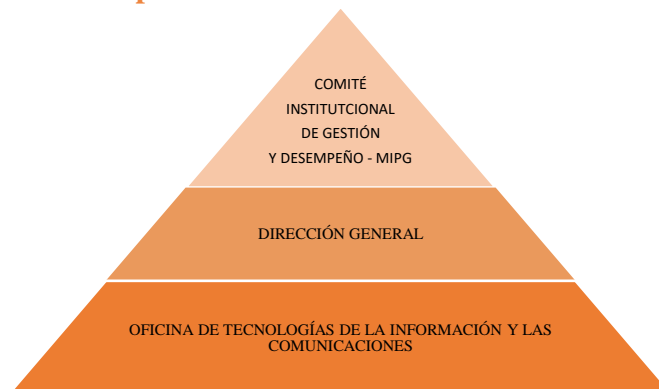 COMITÉ
INSTITUTCIONAL
DE GESTIÓN
Y DESEMPEÑO - MIPG
DIRECCIÓN GENERAL
OFICINA DE TECNOLOGÍAS DE LA INFORMACIÓN Y LAS
COMUNICACIONES